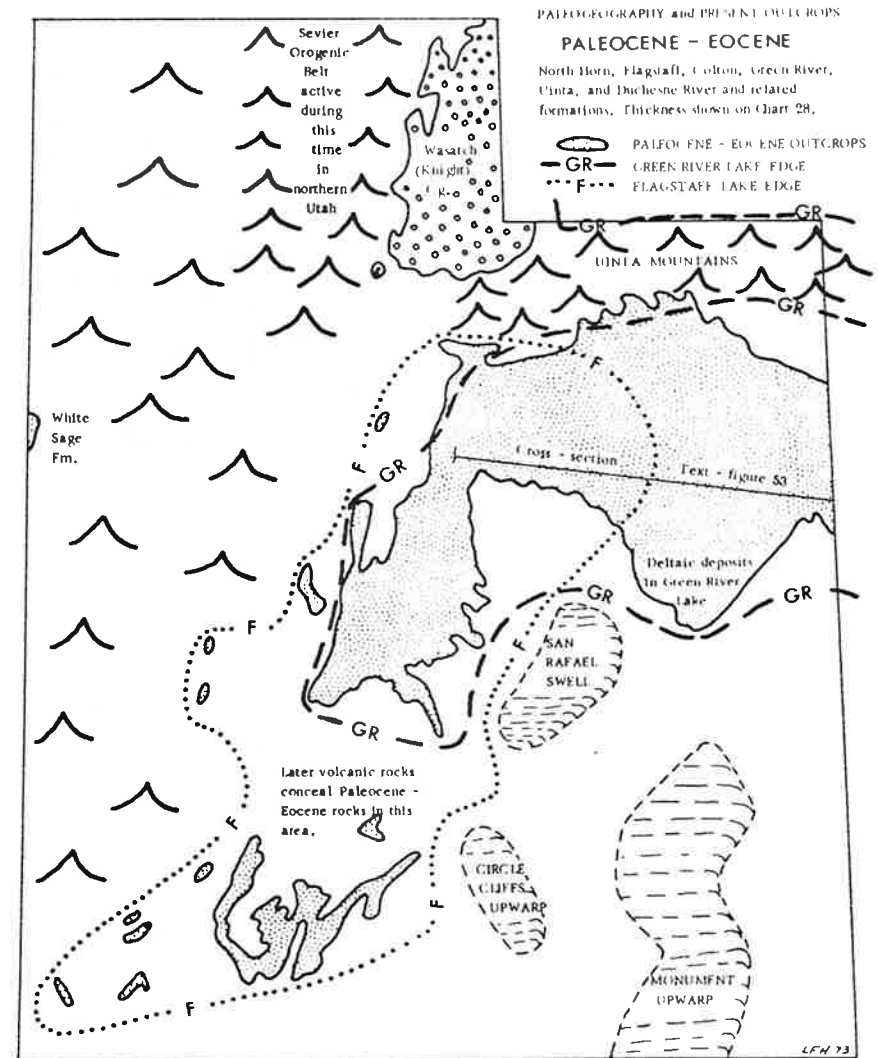 PALEOGEOGRAPHY and PRESENT OUTCROPS
PALEOCENE - EOCENE
North Horn, Flagstaff, Colton, Green River,
Uinta, and Duchesne River and related
formations. Thickness shown on Chart 28.
PALEOCENE - EOCENE OUTCROPS
GR
GREEN RIVER LAKE EDGE
F
FLAGSTAFF LAKE EDGE
Sevier
Orogenic
Belt
active
during
this
time
in
northern
Utah
Wasatch
(Knight)
GR
GR
UINTA MOUNTAINS
GR
F
White
Sage
Fm.
F
GR
Cross - section
Text - figure 53
Deltaic deposits
in Green River
Lake
GR
GR
F
F
SAN
RAFAEL
SWELL
GR
Later volcanic rocks
conceal Paleocene -
Eocene rocks in this
area.
F
F
CIRCLE
CLIFFS
UPWARP
MONUMENT
UPWARP
F
LFH 73